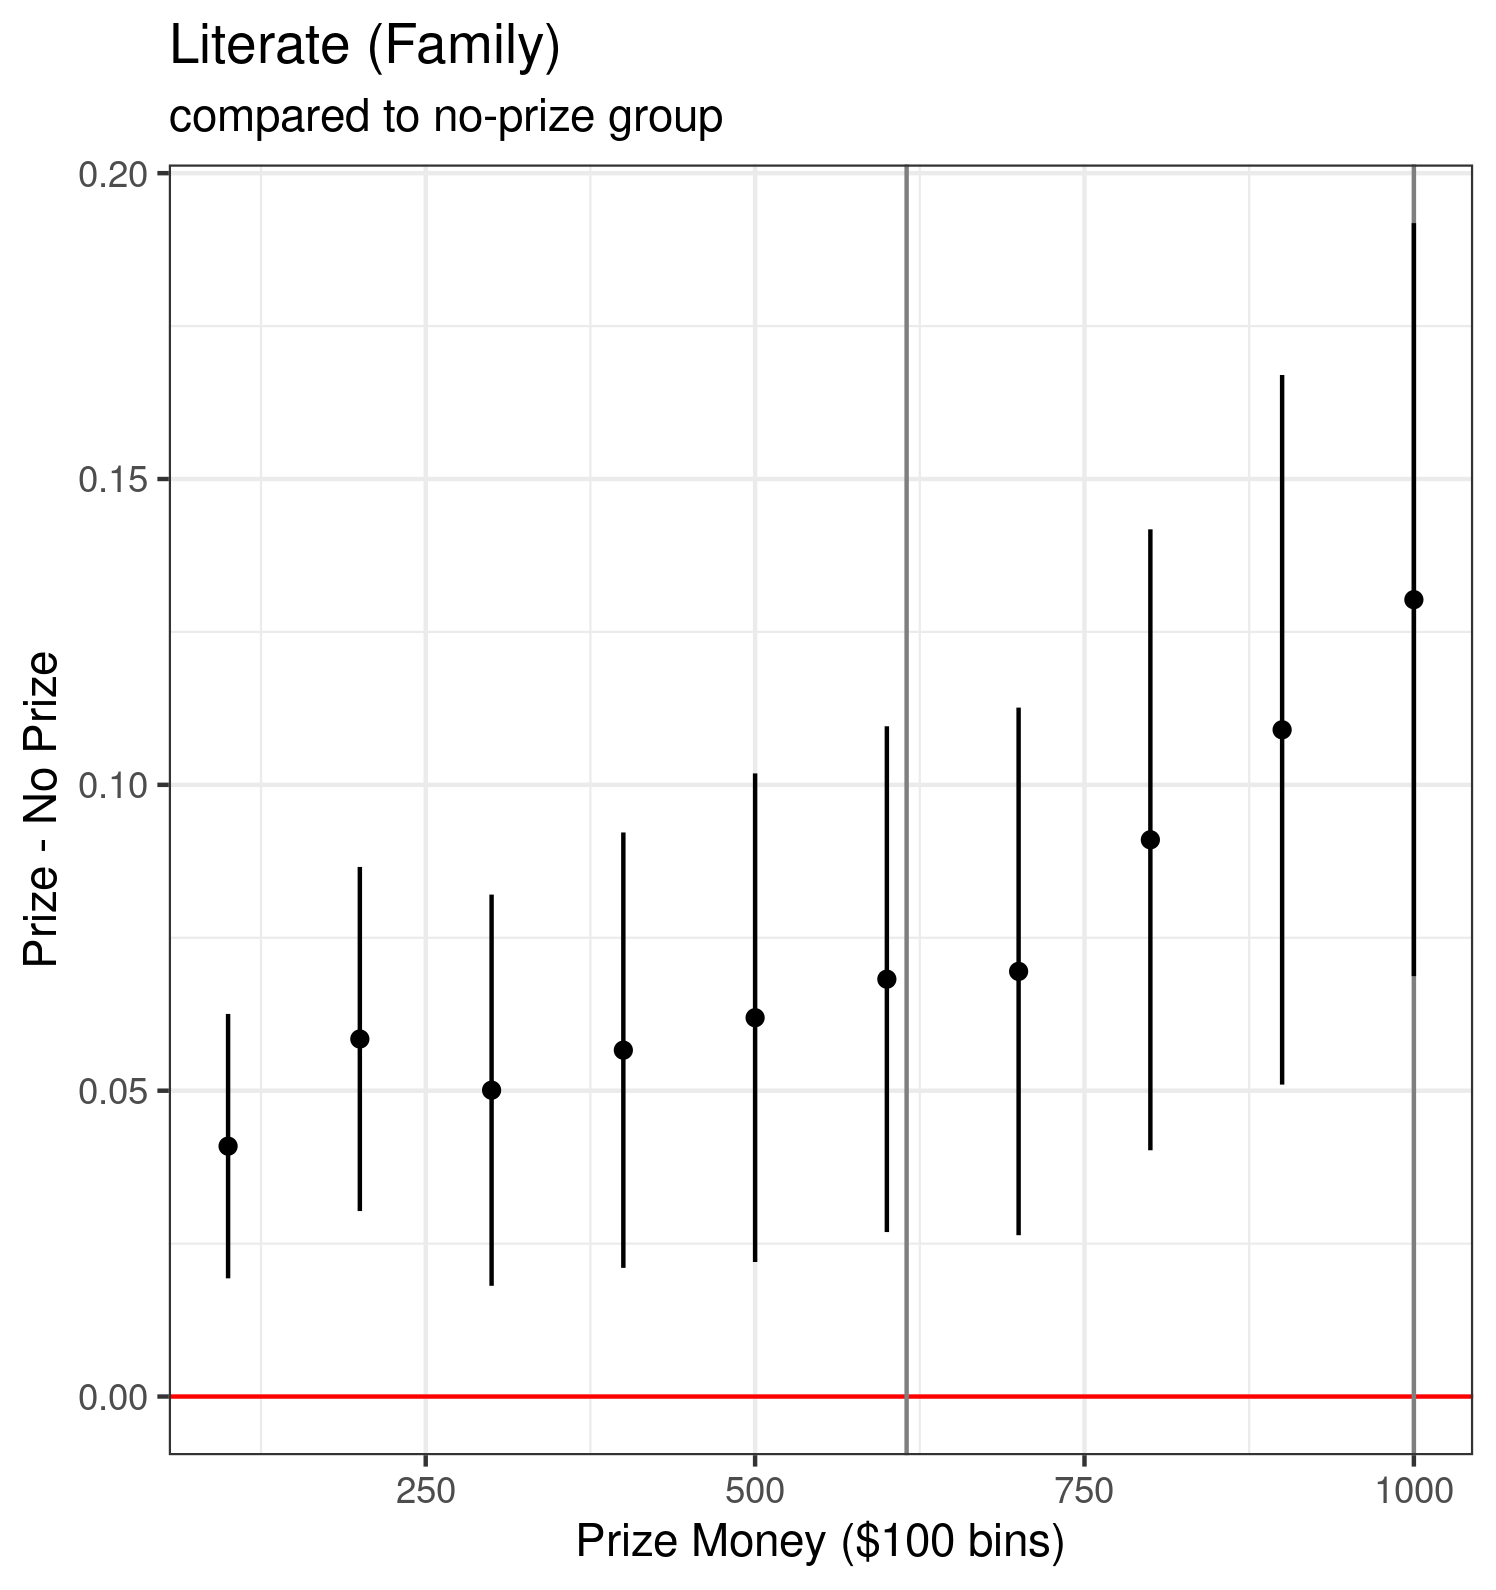 Literate (Family)
compared to no-prize group
Prize - No Prize
0.20
0.15
0.10
0.05
0.00
250 500 750 1000
Prize Money ($100 bins)